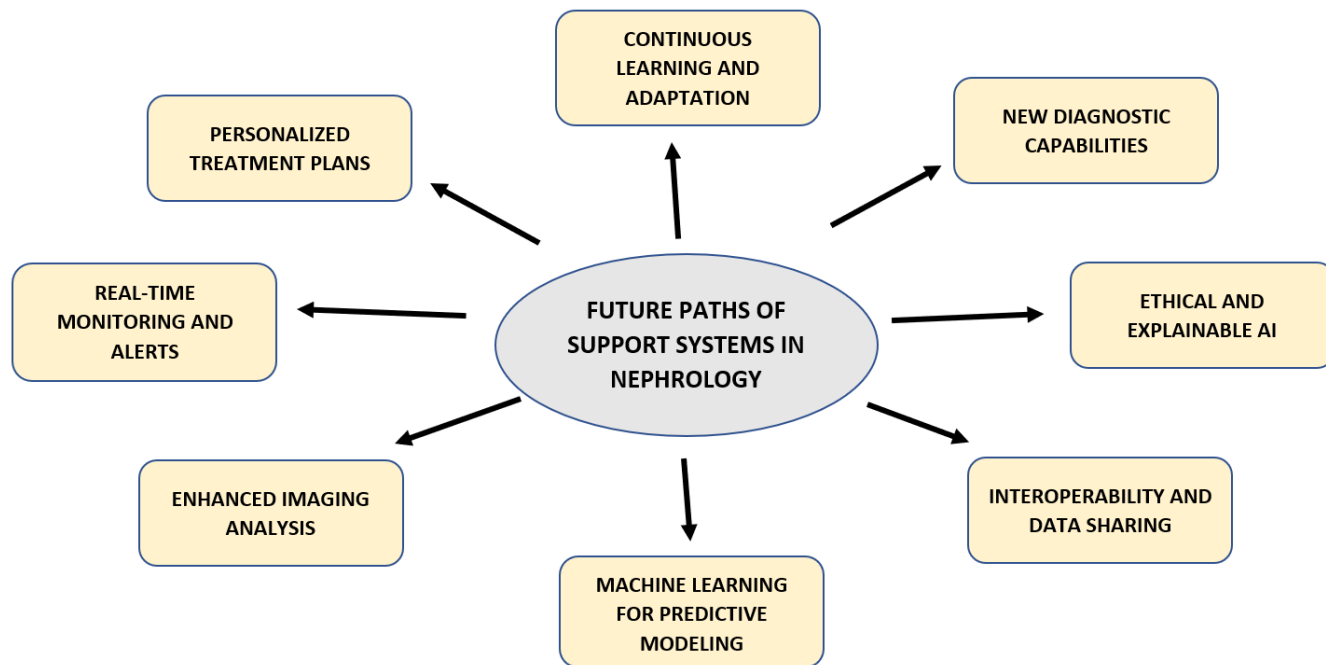 CONTINUOUS
LEARNING AND
ADAPTATION
PERSONALIZED
TREATMENT PLANS
NEW DIAGNOSTIC
CAPABILITIES
REAL-TIME
MONITORING AND
ALERTS
FUTURE PATHS OF
SUPPORT SYSTEMS IN
NEPHROLOGY
ETHICAL AND
EXPLAINABLE AI
ENHANCED IMAGING
ANALYSIS
INTEROPERABILITY AND
DATA SHARING
MACHINE LEARNING
FOR PREDICTIVE
MODELING